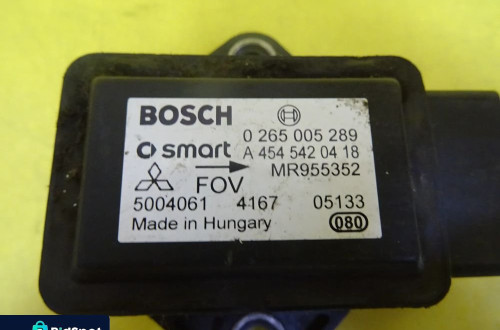 BOSCH
0 265 005 289
smart A 454 542 04 18
MR955352
FOV
5004061 4167 05133
Made in Hungary 080
BidSpot